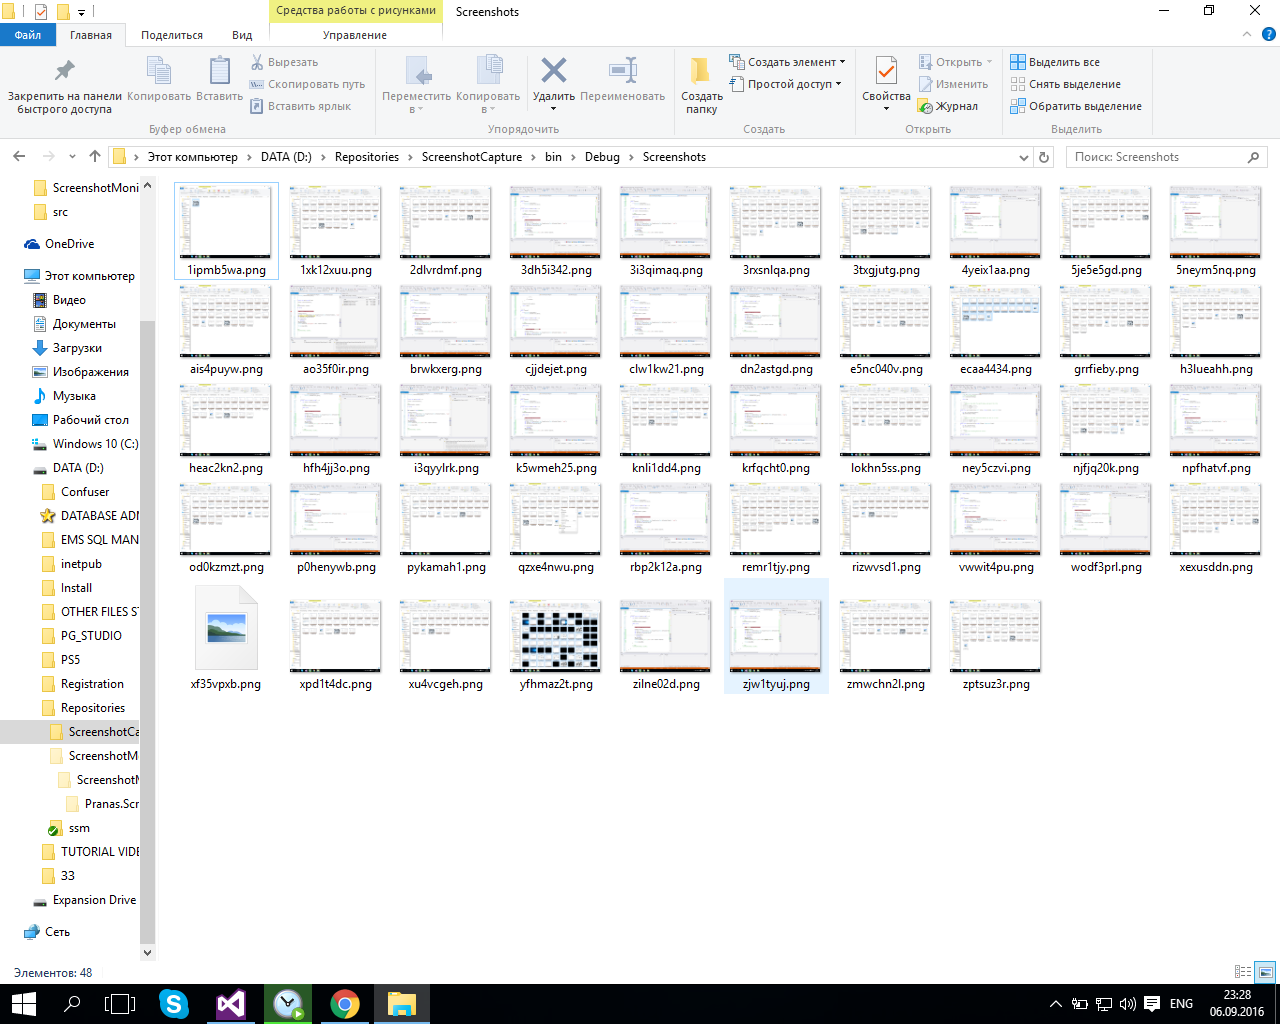 Средства работы с рисунками
Screenshots
Файл
Главная
Поделиться
Вид
Управление
Закрепить на панели быстрого доступа
Копировать
Вставить
Вырезать
Скопировать путь
Вставить ярлык
Буфер обмена
Переместить в
Копировать в
Удалить
Переименовать
Упорядочить
Создать папку
Создать элемент
Простой доступ
Создать
Свойства
Открыть
Изменить
Журнал
Открыть
Выделить все
Снять выделение
Обратить выделение
Выделить
Этот компьютер
DATA (D:)
Repositories
ScreenshotCapture
bin
Debug
Screenshots
Поиск: Screenshots
ScreenshotMoni
src
OneDrive
Этот компьютер
Видео
Документы
Загрузки
Изображения
Музыка
Рабочий стол
Windows 10 (C:)
DATA (D:)
Confuser
DATABASE ADM
EMS SQL MAN
inetpub
Install
OTHER FILES ST
PG_STUDIO
PS5
Registration
Repositories
ScreenshotCa
ScreenshotM
ScreenshotM
Pranas.Scr
ssm
TUTORIAL VIDE
33
Expansion Drive
Сеть
1ipmb5wa.png 1xk12xuu.png 2dlvrdmf.png 3dh5i342.png 3i3qimaq.png 3rxsnlqa.png 3txgjutg.png 4yeix1aa.png 5je5e5gd.png 5neym5nq.png
ais4puyw.png ao35f0ir.png brwkxerg.png cjjdejet.png clw1kw21.png dn2astgd.png e5nc040v.png ecaa4434.png grrfieby.png h3lueahh.png
heac2kn2.png hfh4jj3o.png i3qyylrk.png k5wmeh25.png knli1dd4.png krfqcht0.png lokhn5ss.png ney5czvi.png njfjq20k.png npfhatvf.png
od0kzmzt.png p0henywb.png pykamah1.png qzxe4nwu.png rbp2k12a.png remr1tjy.png rizwvsd1.png vwwit4pu.png wodf3prl.png xexusddn.png
xf35vpxb.png xpd1t4dc.png xu4vcgeh.png yfhmaz2t.png zilne02d.png zjw1tyuj.png zmwchn2l.png zptsuz3r.png
Элементов: 48
ENG
23:28
06.09.2016